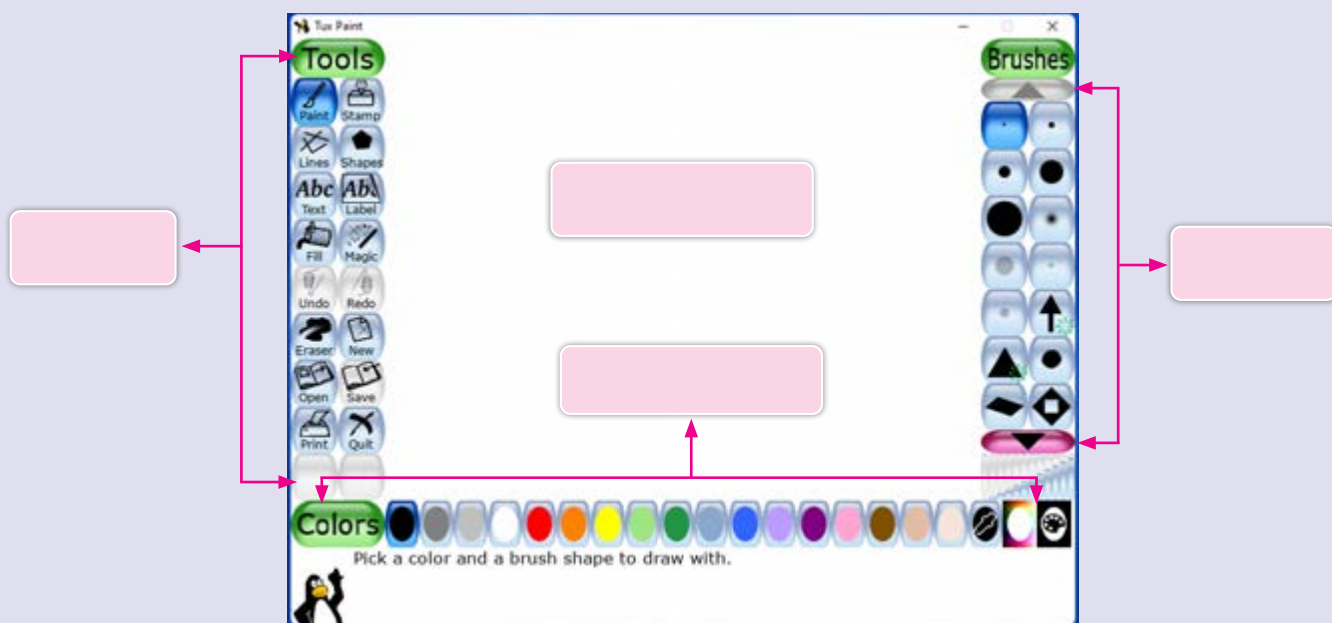 Tux Paint
Tools
Brushes
Paint Stamp
Lines Shapes
Abc Abc
Text Label
Fill Magic
Undo Redo
Eraser New
Open Save
Print Quit
Colors
Pick a color and a brush shape to draw with.